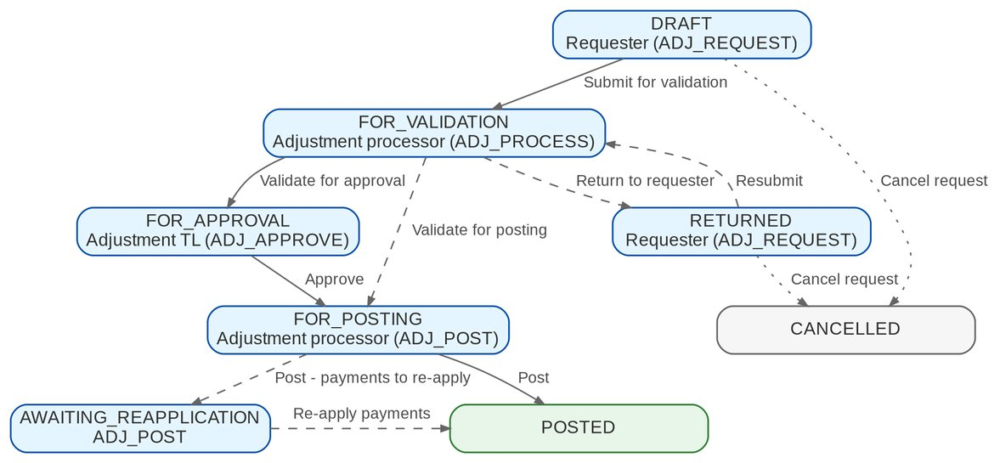 DRAFT
Requester (ADJ_REQUEST)
Submit for validation
FOR_VALIDATION
Adjustment processor (ADJ_PROCESS)
Validate for approval
Return to requester
Resubmit
Cancel request
FOR_APPROVAL
Adjustment TL (ADJ_APPROVE)
Validate for posting
RETURNED
Requester (ADJ_REQUEST)
Approve
Cancel request
FOR_POSTING
Adjustment processor (ADJ_POST)
CANCELLED
Post - payments to re-apply
Post
AWAITING_REAPPLICATION
ADJ_POST
Re-apply payments
POSTED